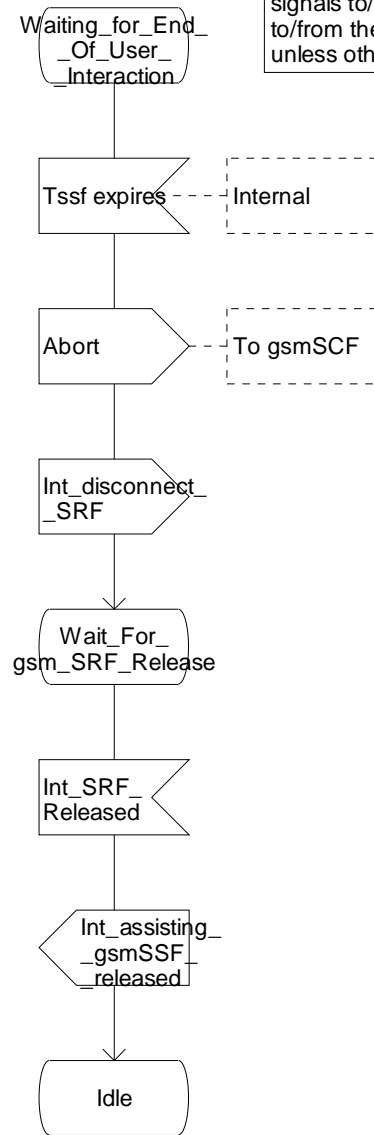 signals to/
to/from the
unless oth
Waiting_for_End_
_Of_User_
_Interaction
Tssf expires
Internal
Abort
To gsmSCF
Int_disconnect_
_SRF
Wait_For_
gsm_SRF_Release
Int_SRF_
Released
Int_assisting_
_gsmSSF_
_released
Idle